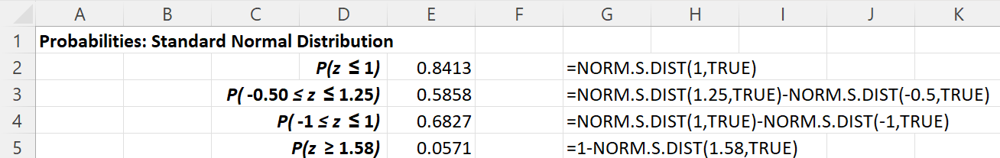 A B C D E F G H I J K
1 Probabilities: Standard Normal Distribution
2 P(z ≤ 1) 0.8413 =NORM.S.DIST(1,TRUE)
3 P( -0.50 ≤ z ≤ 1.25) 0.5858 =NORM.S.DIST(1.25,TRUE)-NORM.S.DIST(-0.5,TRUE)
4 P( -1 ≤ z ≤ 1) 0.6827 =NORM.S.DIST(1,TRUE)-NORM.S.DIST(-1,TRUE)
5 P(z ≥ 1.58) 0.0571 =1-NORM.S.DIST(1.58,TRUE)